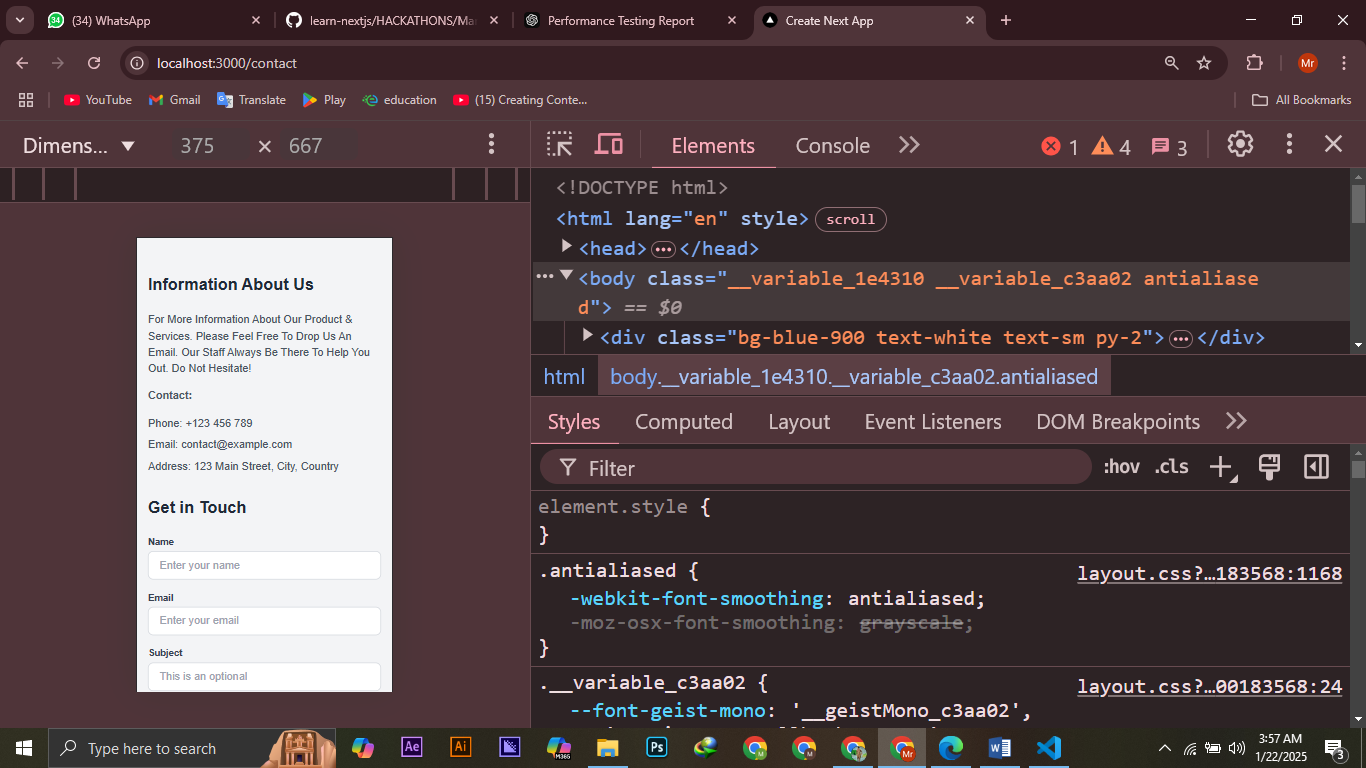 (34) WhatsApp
learn-nextjs/HACKATHONS/Ma
Performance Testing Report
Create Next App
localhost:3000/contact
Mr
YouTube
Gmail
Translate
Play
education
(15) Creating Conte...
All Bookmarks
Dimens...
375 × 667
Elements
Console
1
4
3
<!DOCTYPE html>
<html lang="en" style> scroll
<head> ... </head>
... <body class="__variable_1e4310 __variable_c3aa02 antialiase
d"> == $0
<div class="bg-blue-900 text-white text-sm py-2"> ... </div>
html
body.__variable_1e4310.__variable_c3aa02.antialiased
Styles
Computed
Layout
Event Listeners
DOM Breakpoints
Filter
:hov
.cls
element.style {
}
.antialiased {
layout.css?…183568:1168
-webkit-font-smoothing: antialiased;
-moz-osx-font-smoothing: grayscale;
}
.__variable_c3aa02 {
layout.css?…00183568:24
--font-geist-mono: '__geistMono_c3aa02',
Information About Us
For More Information About Our Product &
Services. Please Feel Free To Drop Us An
Email. Our Staff Always Be There To Help You
Out. Do Not Hesitate!
Contact:
Phone: +123 456 789
Email: contact@example.com
Address: 123 Main Street, City, Country
Get in Touch
Name
Enter your name
Email
Enter your email
Subject
This is an optional
Type here to search
M365
Ae
Ai
Ps
Mr
3:57 AM
1/22/2025
3